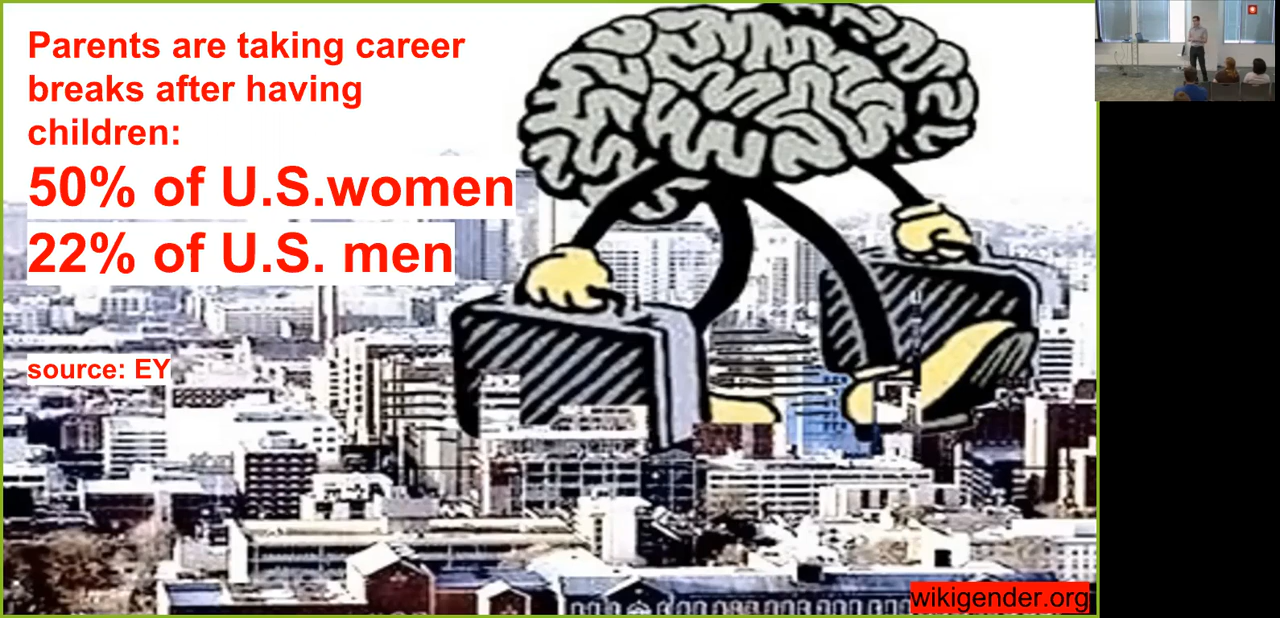 Parents are taking career
breaks after having
children:
50% of U.S.women
22% of U.S. men
source: EY
wikigender.org